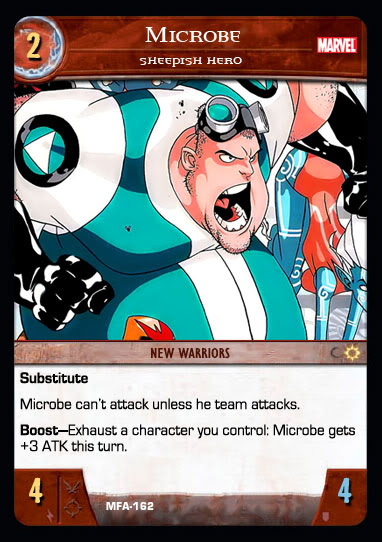 2
Microbe
MARVEL
Sheepish Hero
NEW WARRIORS
Substitute
Microbe can't attack unless he team attacks.
Boost—Exhaust a character you control: Microbe gets
+3 ATK this turn.
4
MFA-162
4